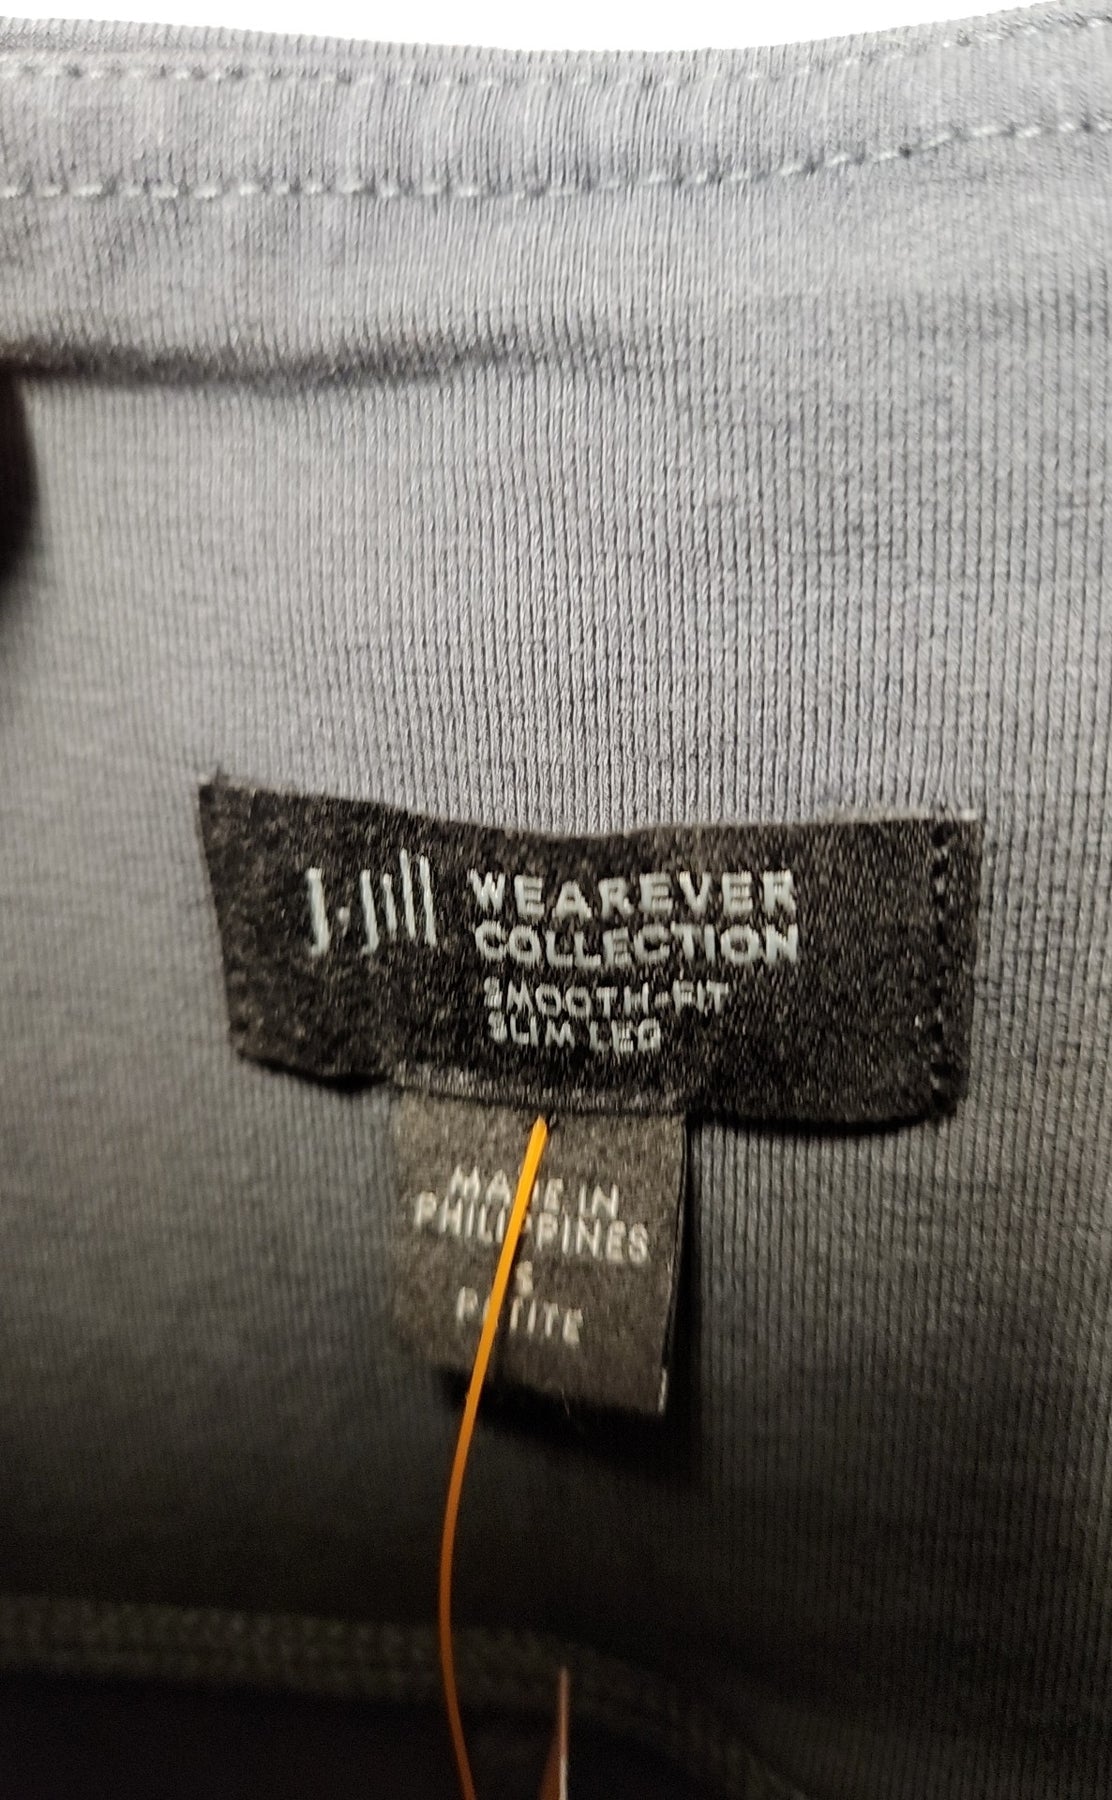 J.Jill WEAREVER
COLLECTION
SMOOTH-FIT
SLIM LEG
MADE IN
PHILIPPINES
S
PETITE